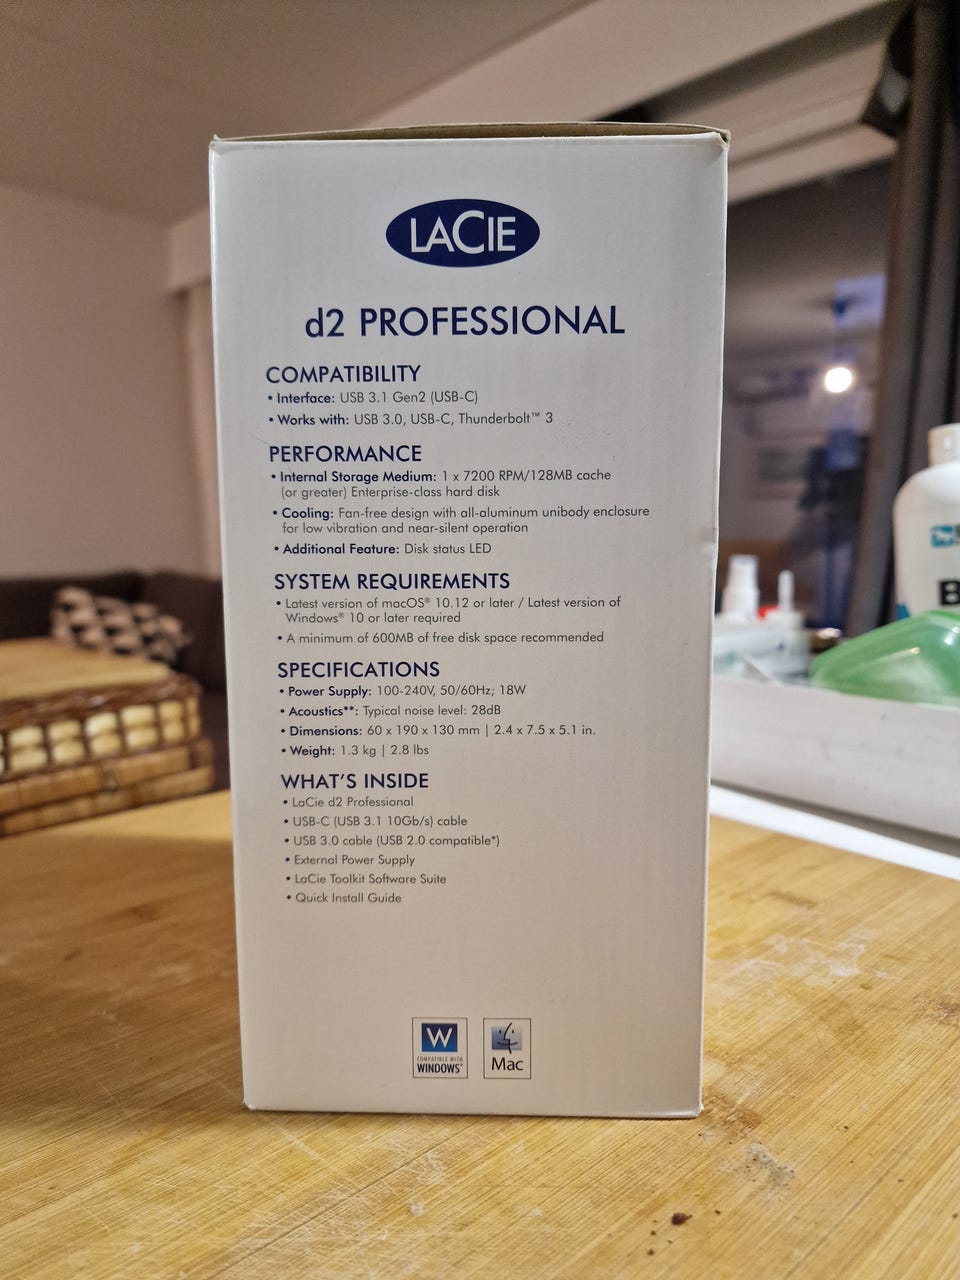 LACIE
d2 PROFESSIONAL
COMPATIBILITY
• Interface: USB 3.1 Gen2 (USB-C)
• Works with: USB 3.0, USB-C, Thunderbolt™ 3
PERFORMANCE
• Internal Storage Medium: 1 x 7200 RPM/128MB cache
(or greater) Enterprise-class hard disk
• Cooling: Fan-free design with all-aluminum unibody enclosure
for low vibration and near-silent operation
• Additional Feature: Disk status LED
SYSTEM REQUIREMENTS
• Latest version of macOS® 10.12 or later / Latest version of
Windows® 10 or later required
• A minimum of 600MB of free disk space recommended
SPECIFICATIONS
• Power Supply: 100-240V, 50/60Hz; 18W
• Acoustics**: Typical noise level: 28dB
• Dimensions: 60 x 190 x 130 mm | 2.4 x 7.5 x 5.1 in.
• Weight: 1.3 kg | 2.8 lbs
WHAT'S INSIDE
• LaCie d2 Professional
• USB-C (USB 3.1 10Gb/s) cable
• USB 3.0 cable (USB 2.0 compatible*)
• External Power Supply
• LaCie Toolkit Software Suite
• Quick Install Guide
W
COMPATIBLE WITH
WINDOWS®
Mac